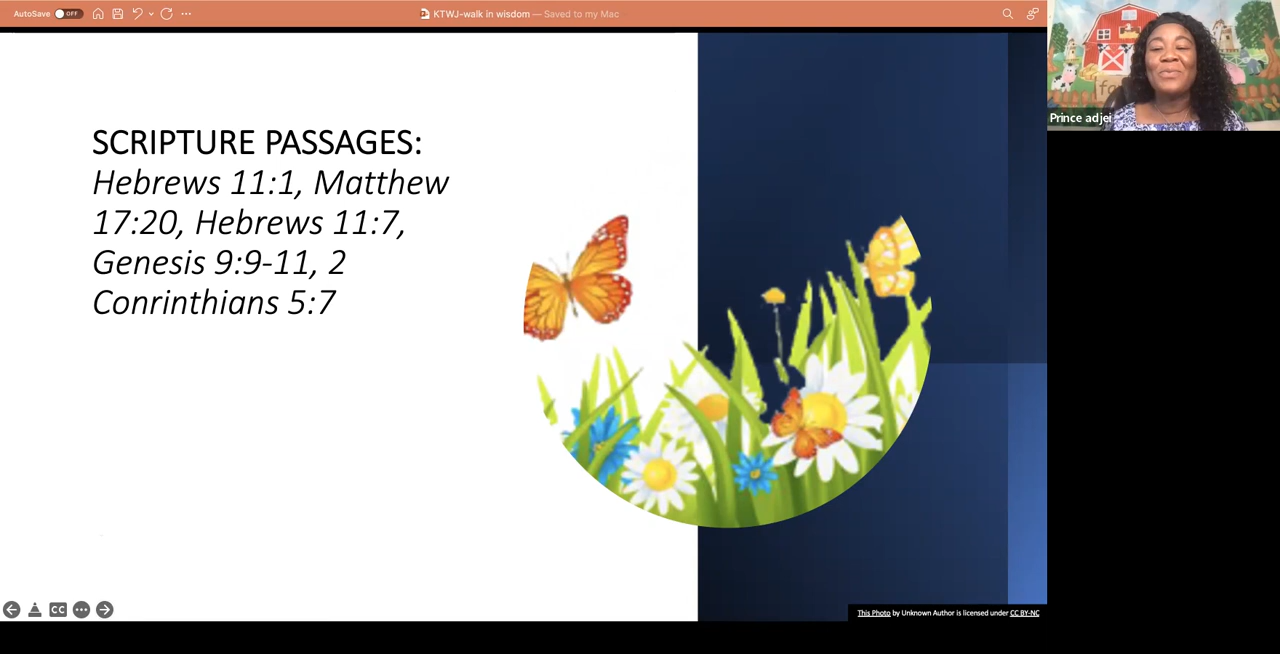 AutoSave OFF
KTWJ-walk in wisdom — Saved to my Mac
SCRIPTURE PASSAGES:
Hebrews 11:1, Matthew
17:20, Hebrews 11:7,
Genesis 9:9-11, 2
Conrinthians 5:7
Prince adjei
CC
This Photo by Unknown Author is licensed under CC BY-NC